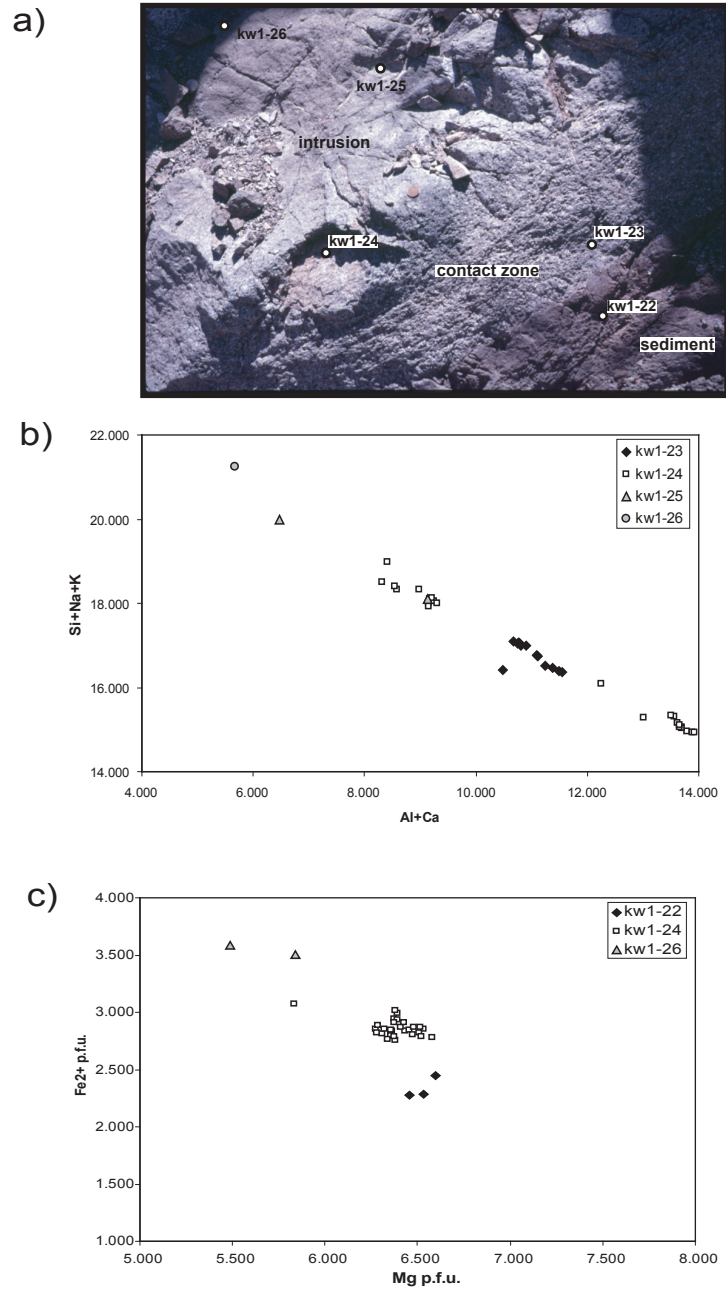 a)
kw1-26
kw1-25
intrusion
kw1-24
kw1-23
contact zone
kw1-22
sediment
b)
22.000
20.000
18.000
16.000
14.000
Si+Na+K
kw1-23
kw1-24
kw1-25
kw1-26
4.000 6.000 8.000 10.000 12.000 14.000
Al+Ca
c)
4.000
3.500
3.000
2.500
2.000
1.000
Fe2+ p.f.u.
kw1-22
kw1-24
kw1-26
5.000 5.500 6.000 6.500 7.000 7.500 8.000
Mg p.f.u.